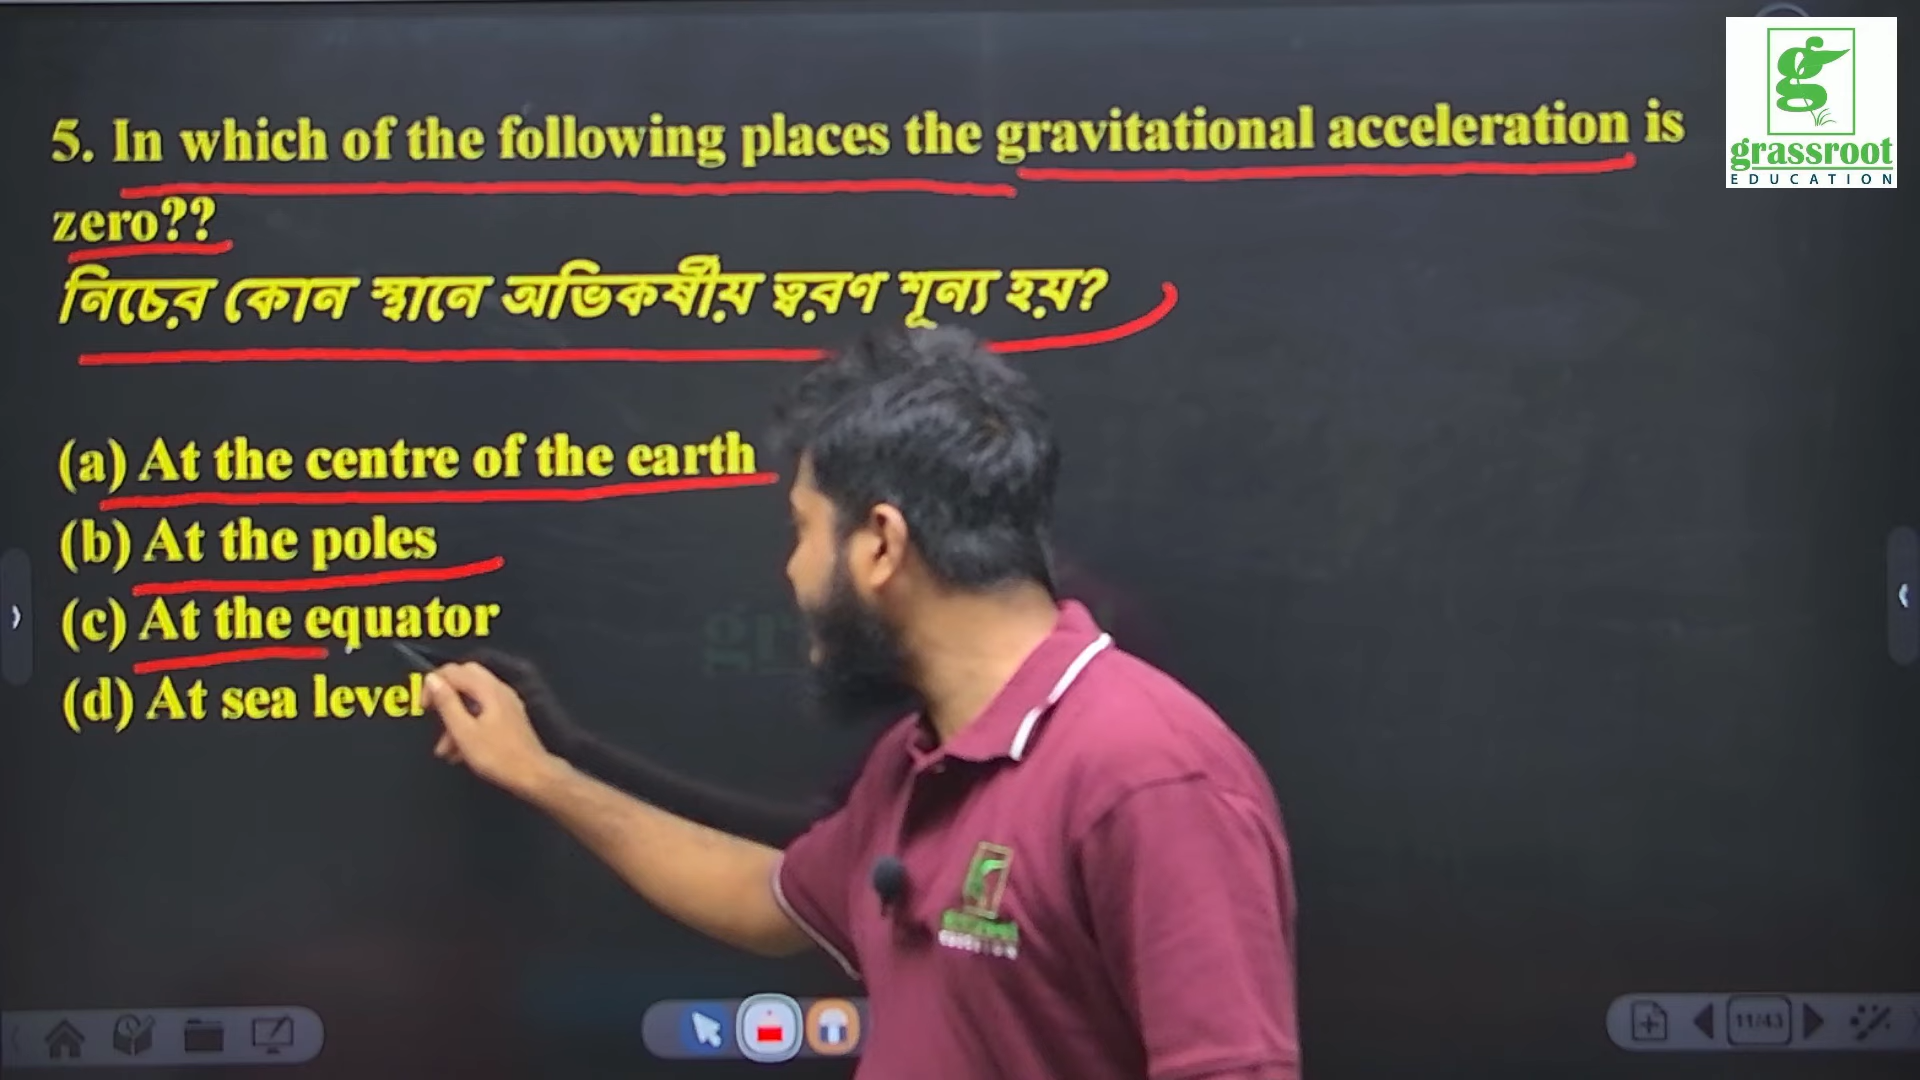 5. In which of the following places the gravitational acceleration is
zero??
নিচের কোন স্থানে অভিকর্ষীয় ত্বরণ শূন্য হয়?
(a) At the centre of the earth
(b) At the poles
(c) At the equator
(d) At sea level
grassroot
EDUCATION
11/43